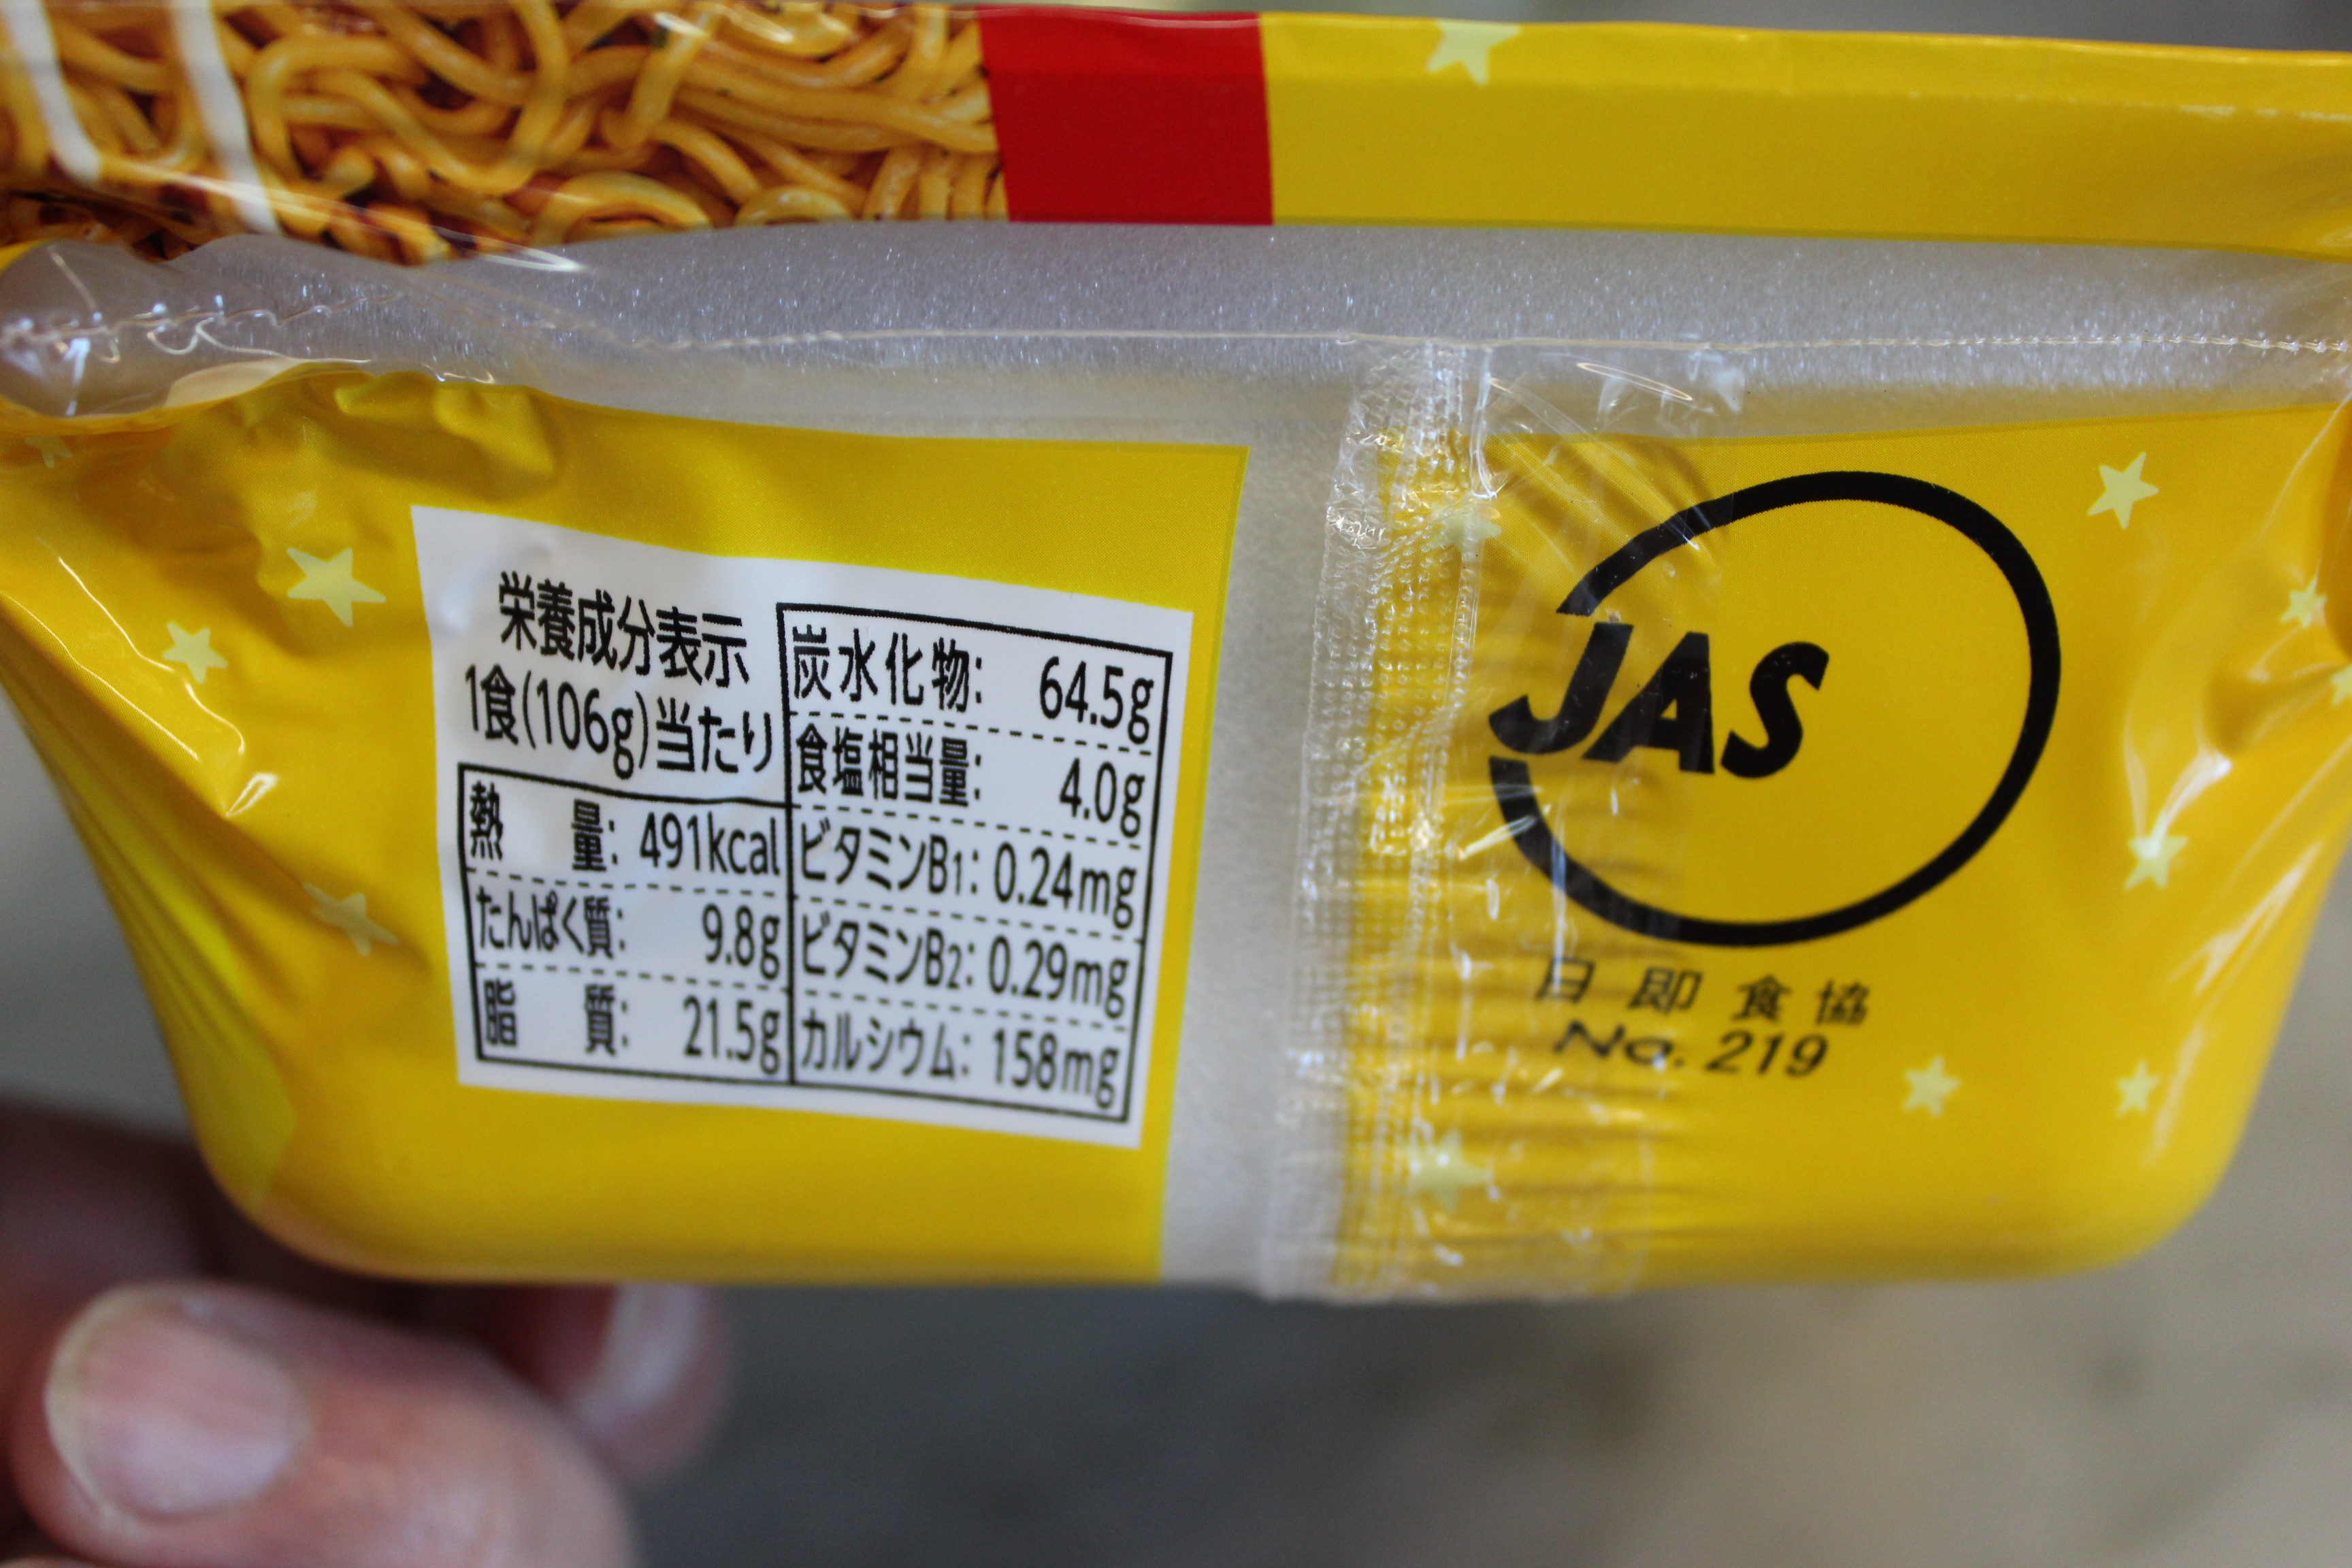 栄養成分表示
1食(106g)当たり
熱量: 491kcal
たんぱく質: 9.8g
脂質: 21.5g
炭水化物: 64.5g
食塩相当量: 4.0g
ビタミンB1: 0.24mg
ビタミンB2: 0.29mg
カルシウム: 158mg
JAS
日即食協
No. 219